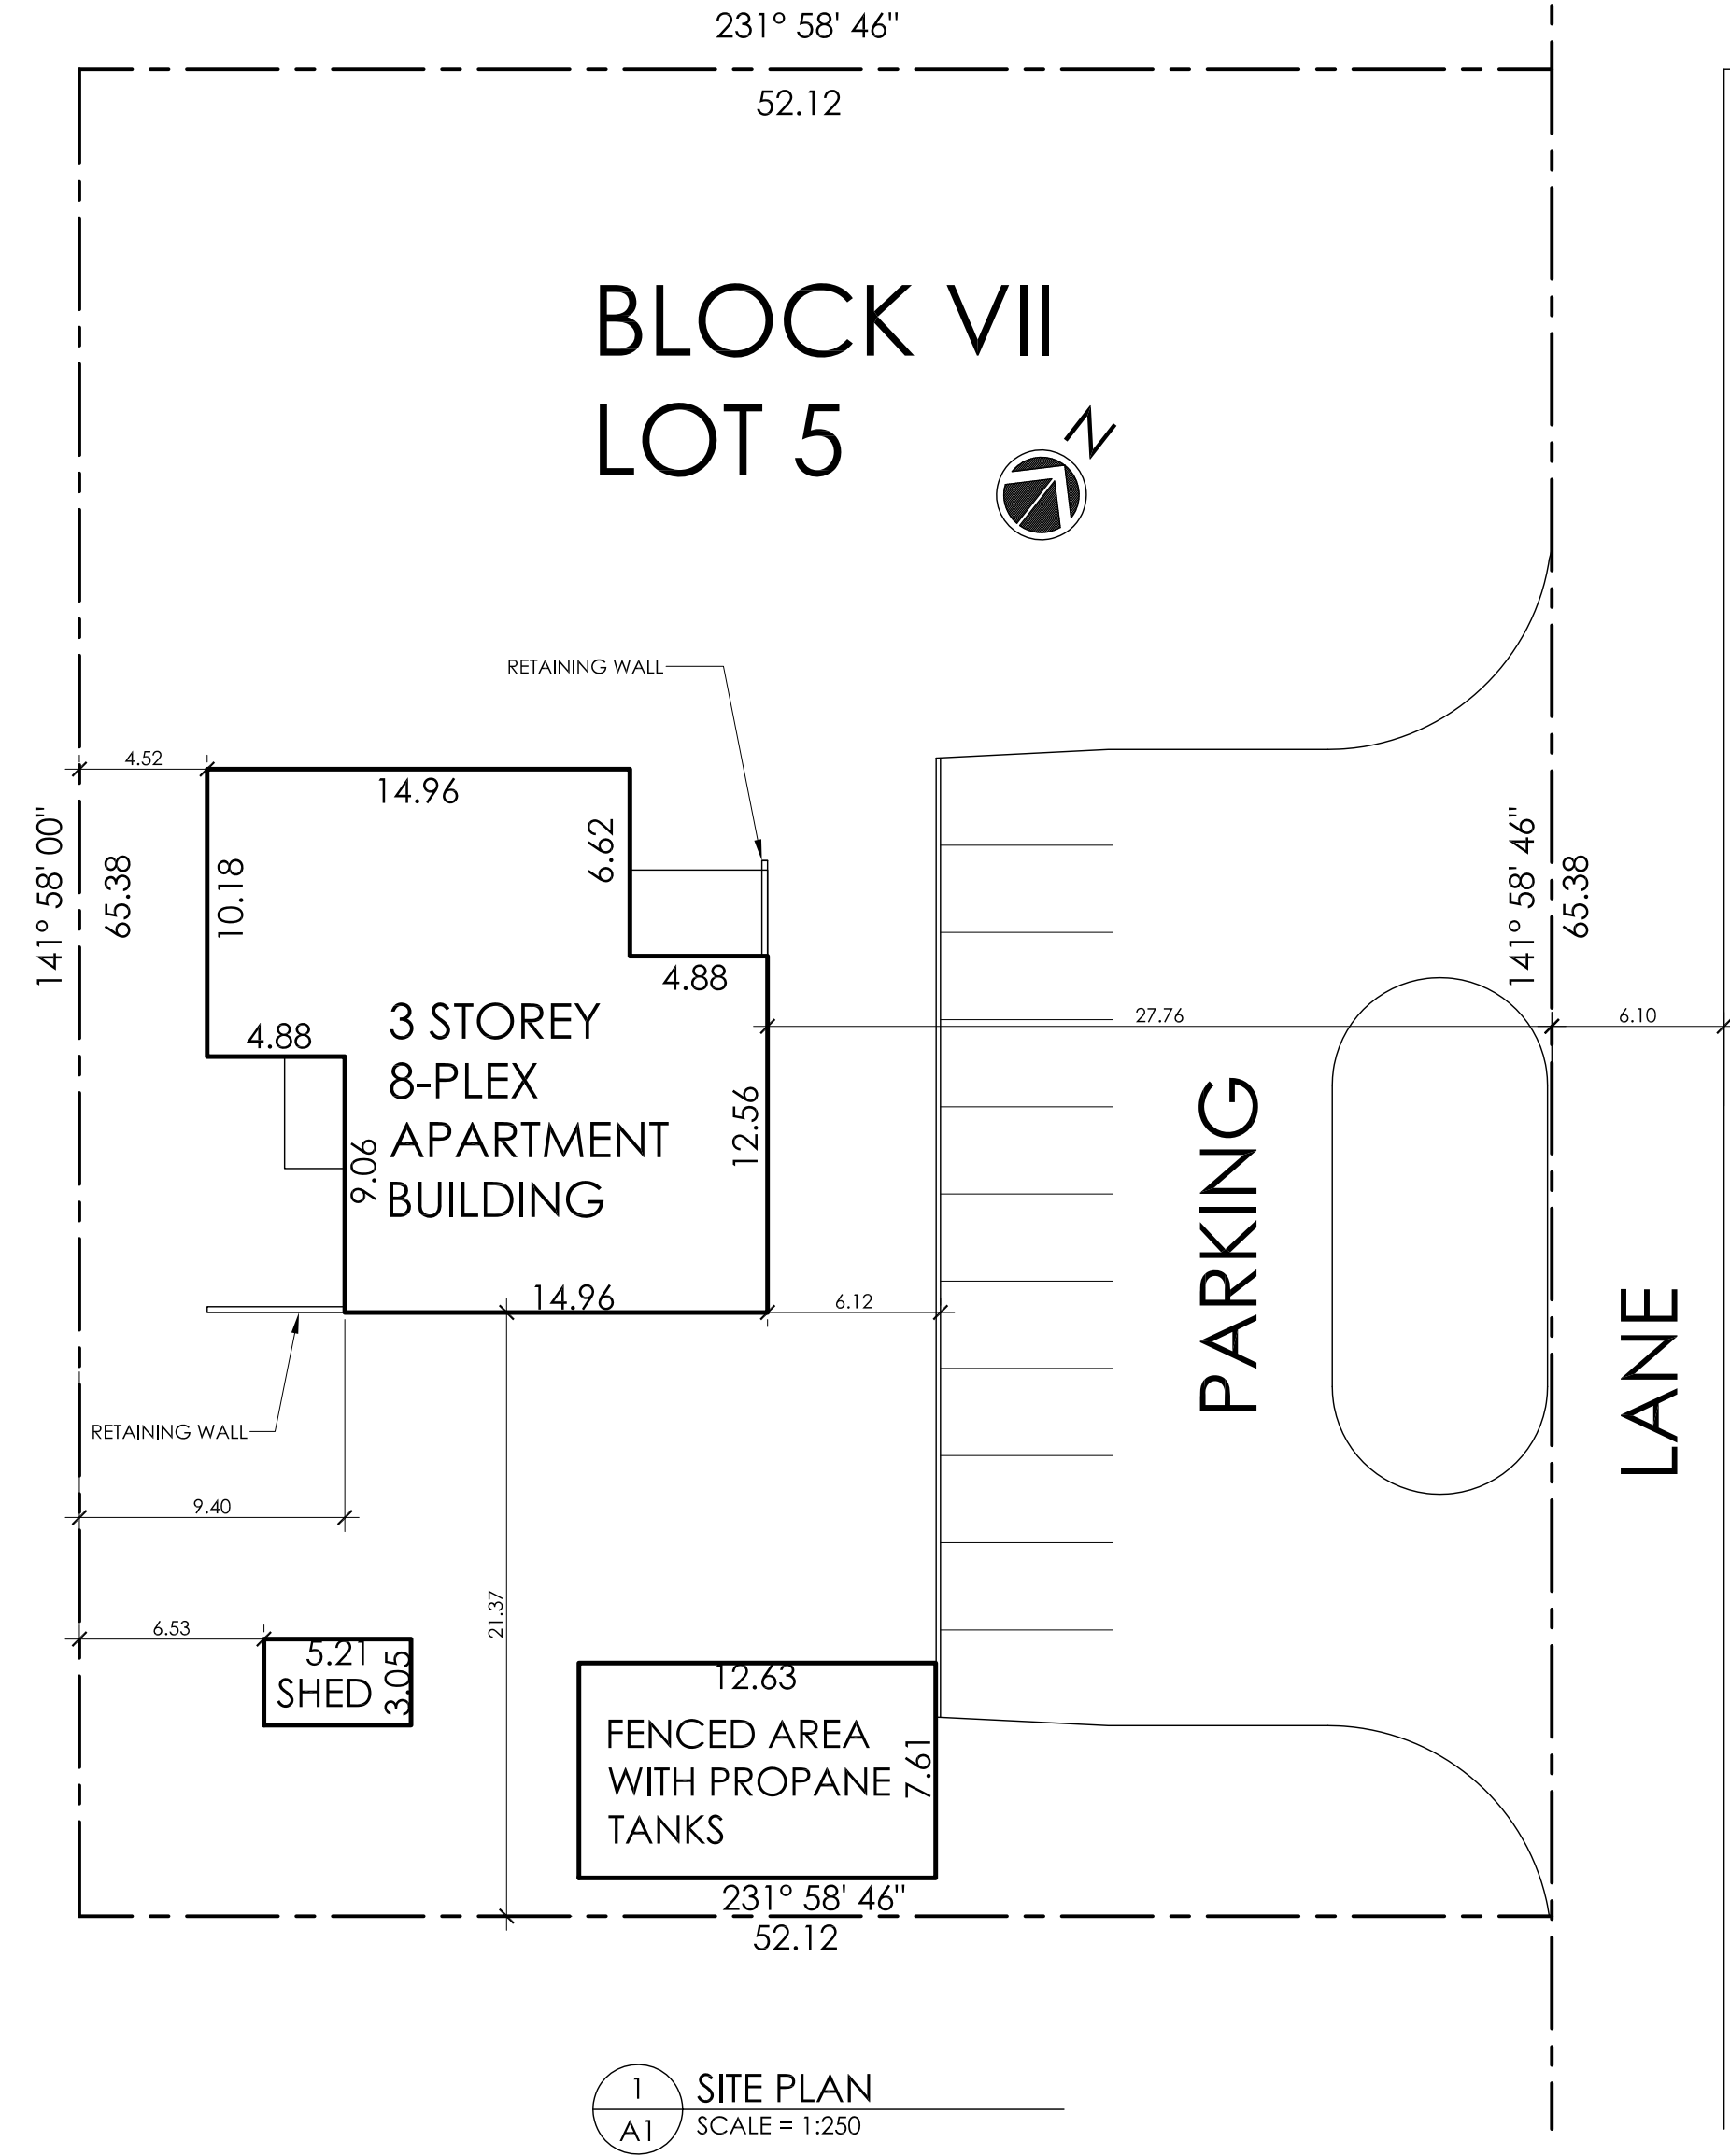 231° 58' 46"
52.12
BLOCK VII
LOT 5
N
RETAINING WALL
4.52
14.96
6.62
10.18
141° 58' 00"
65.38
141° 58' 46"
65.38
4.88
4.88
3 STOREY
8-PLEX
APARTMENT
BUILDING
27.76
6.10
12.56
9.06
PARKING
LANE
14.96
6.12
RETAINING WALL
9.40
21.37
6.53
5.21
SHED
3.05
12.63
FENCED AREA
WITH PROPANE
TANKS
7.61
231° 58' 46"
52.12
1
A1
SITE PLAN
SCALE = 1:250